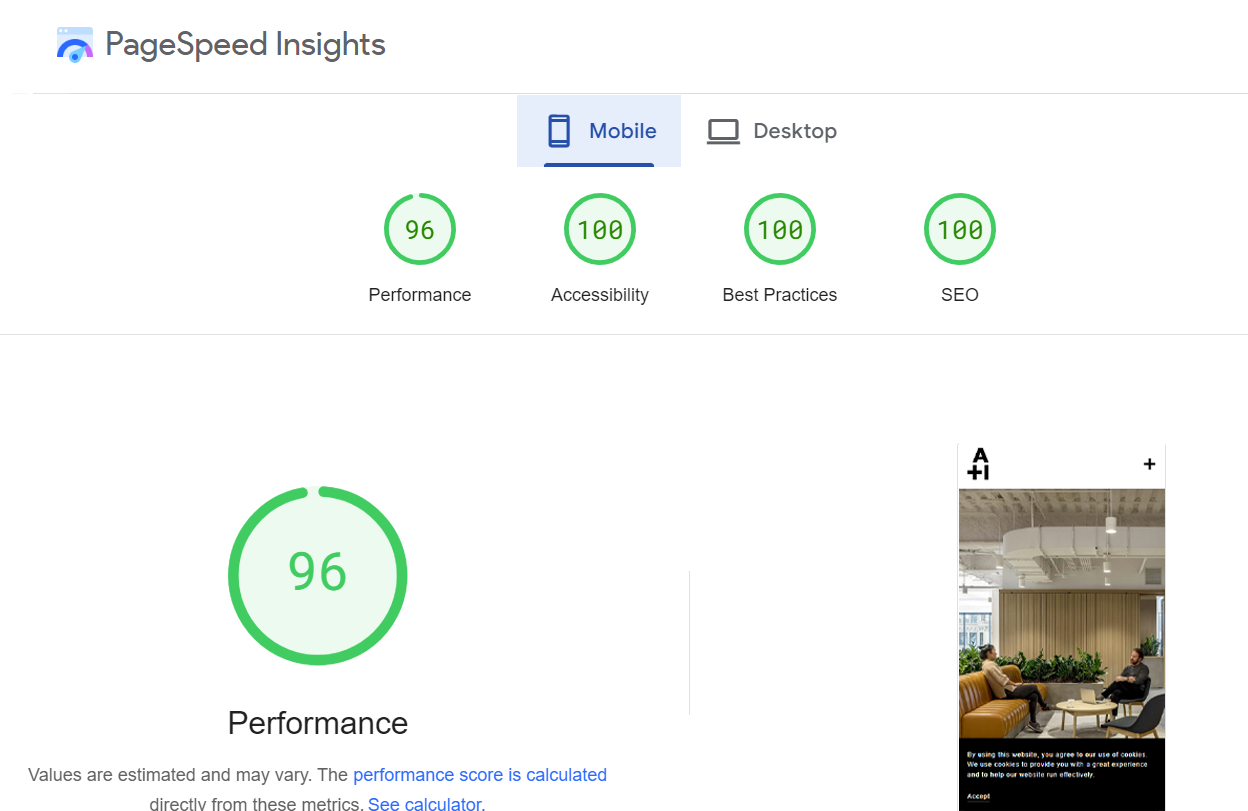 PageSpeed Insights
Mobile
Desktop
96
100
100
100
Performance
Accessibility
Best Practices
SEO
96
Performance
Values are estimated and may vary. The performance score is calculated
directly from these metrics. See calculator.
A
+I
+
By using this website, you agree to our use of cookies.
We use cookies to provide you with a great experience
and to help our website run effectively.
Accept